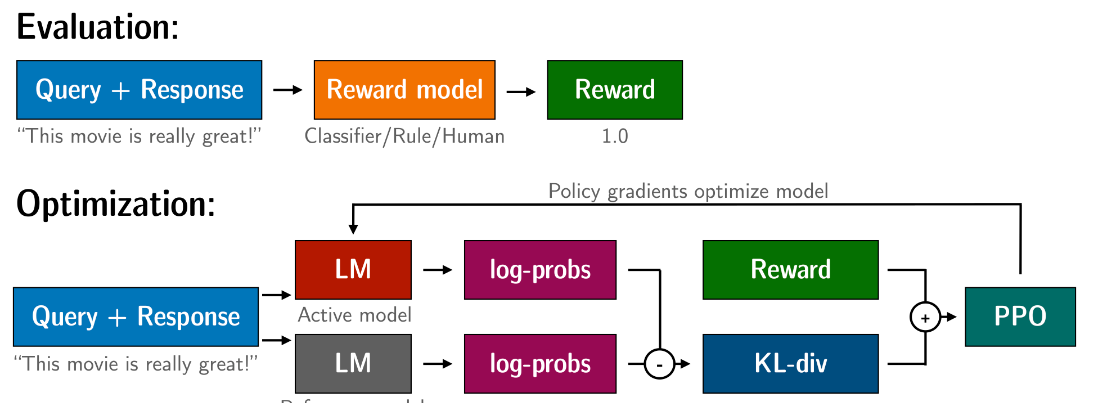 Evaluation:
Query + Response
Reward model
Reward
“This movie is really great!”
Classifier/Rule/Human
1.0
Policy gradients optimize model
Optimization:
LM
log-probs
Reward
Query + Response
+
PPO
Active model
“This movie is really great!”
LM
log-probs
-
KL-div